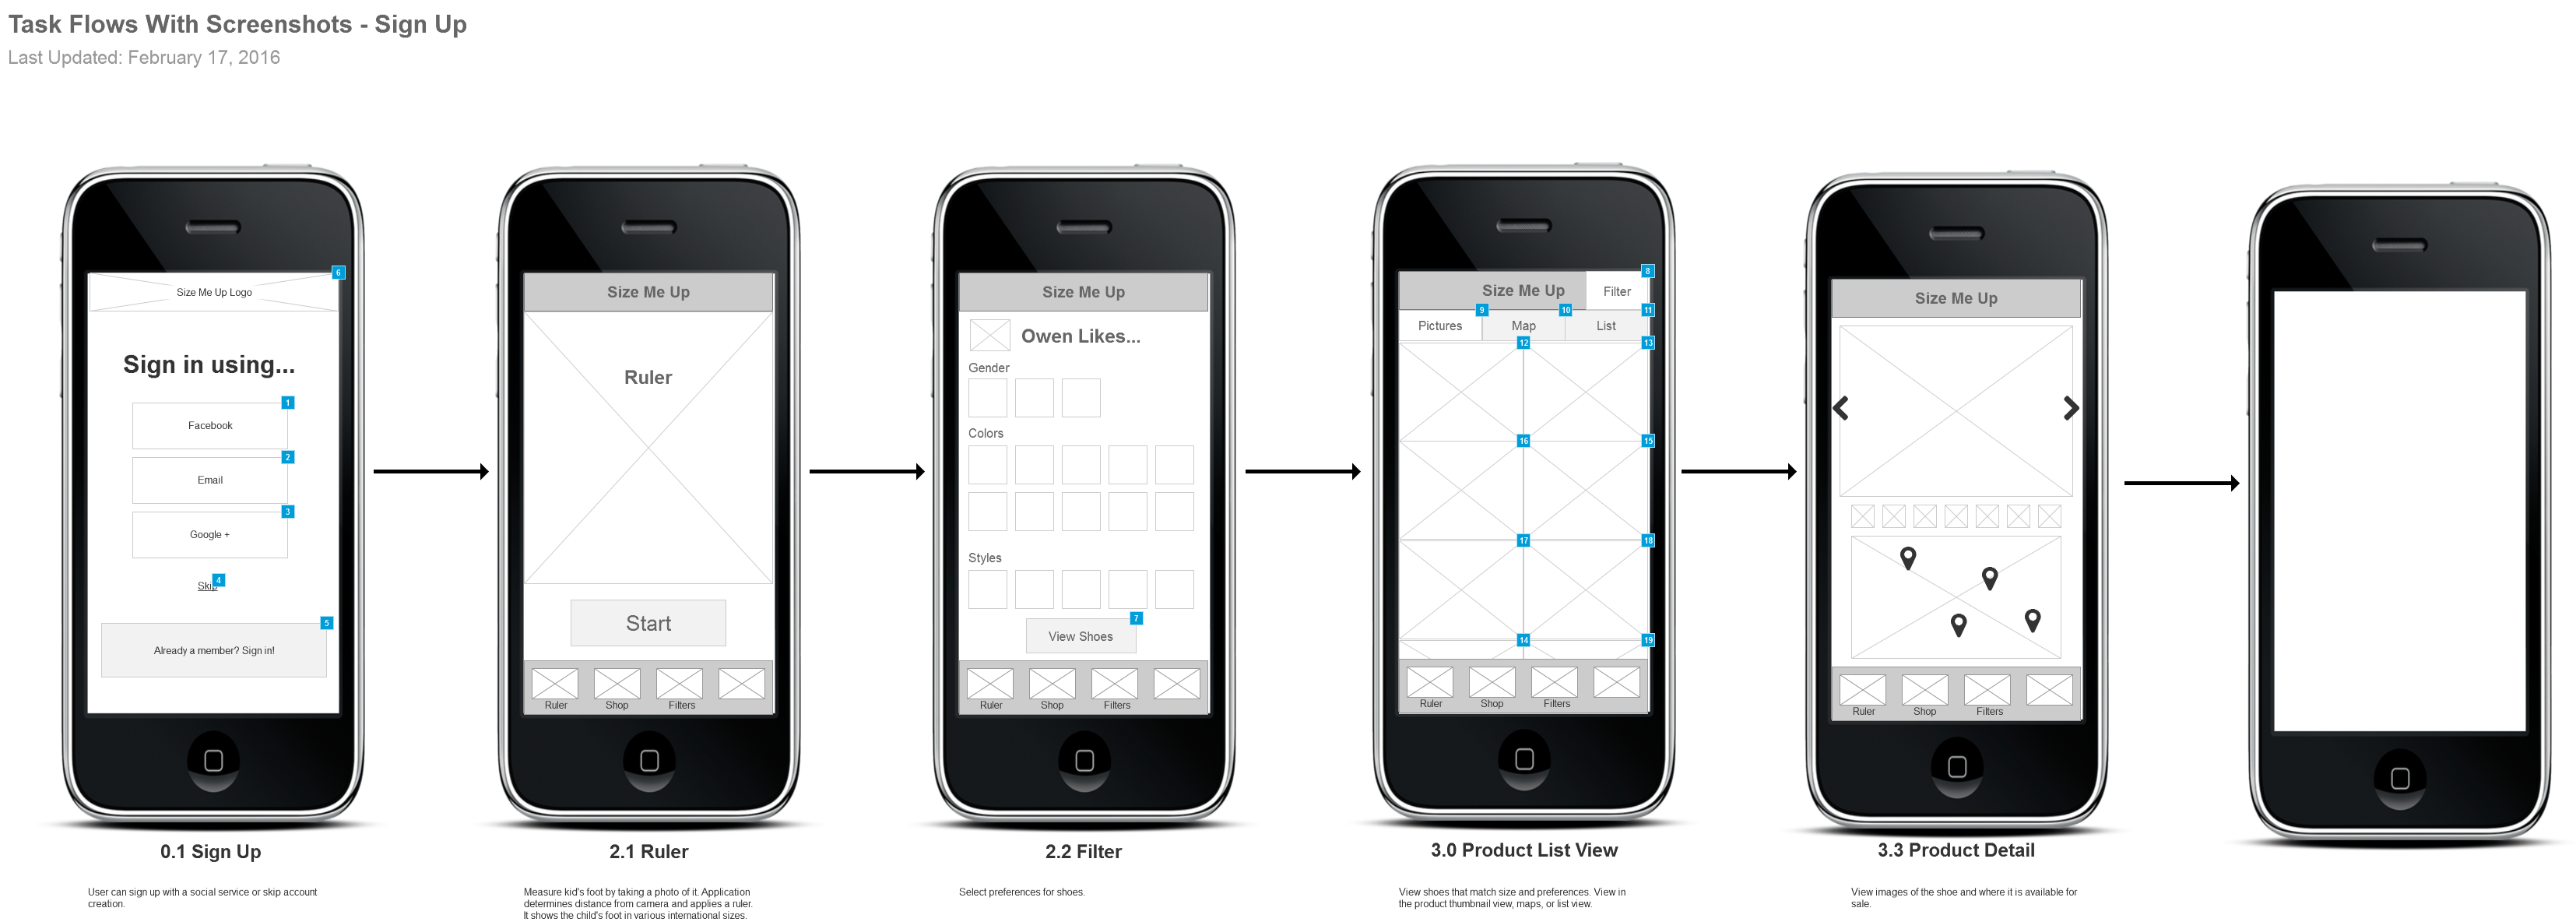 Task Flows With Screenshots - Sign Up
Last Updated: February 17, 2016
6
Size Me Up Logo
Sign in using...
1
Facebook
2
Email
3
Google +
4
Skip
5
Already a member? Sign in!
0.1 Sign Up
User can sign up with a social service or skip account
creation.
Size Me Up
Ruler
Start
Ruler Shop Filters
2.1 Ruler
Measure kid's foot by taking a photo of it. Application
determines distance from camera and applies a ruler.
It shows the child's foot in various international sizes.
Size Me Up
Owen Likes...
Gender
Colors
Styles
7
View Shoes
Ruler Shop Filters
2.2 Filter
Select preferences for shoes.
8
Size Me Up Filter
9 10 11
Pictures Map List
12 13
16 15
17 18
14 19
Ruler Shop Filters
3.0 Product List View
View shoes that match size and preferences. View in
the product thumbnail view, maps, or list view.
Size Me Up
Ruler Shop Filters
3.3 Product Detail
View images of the shoe and where it is available for
sale.